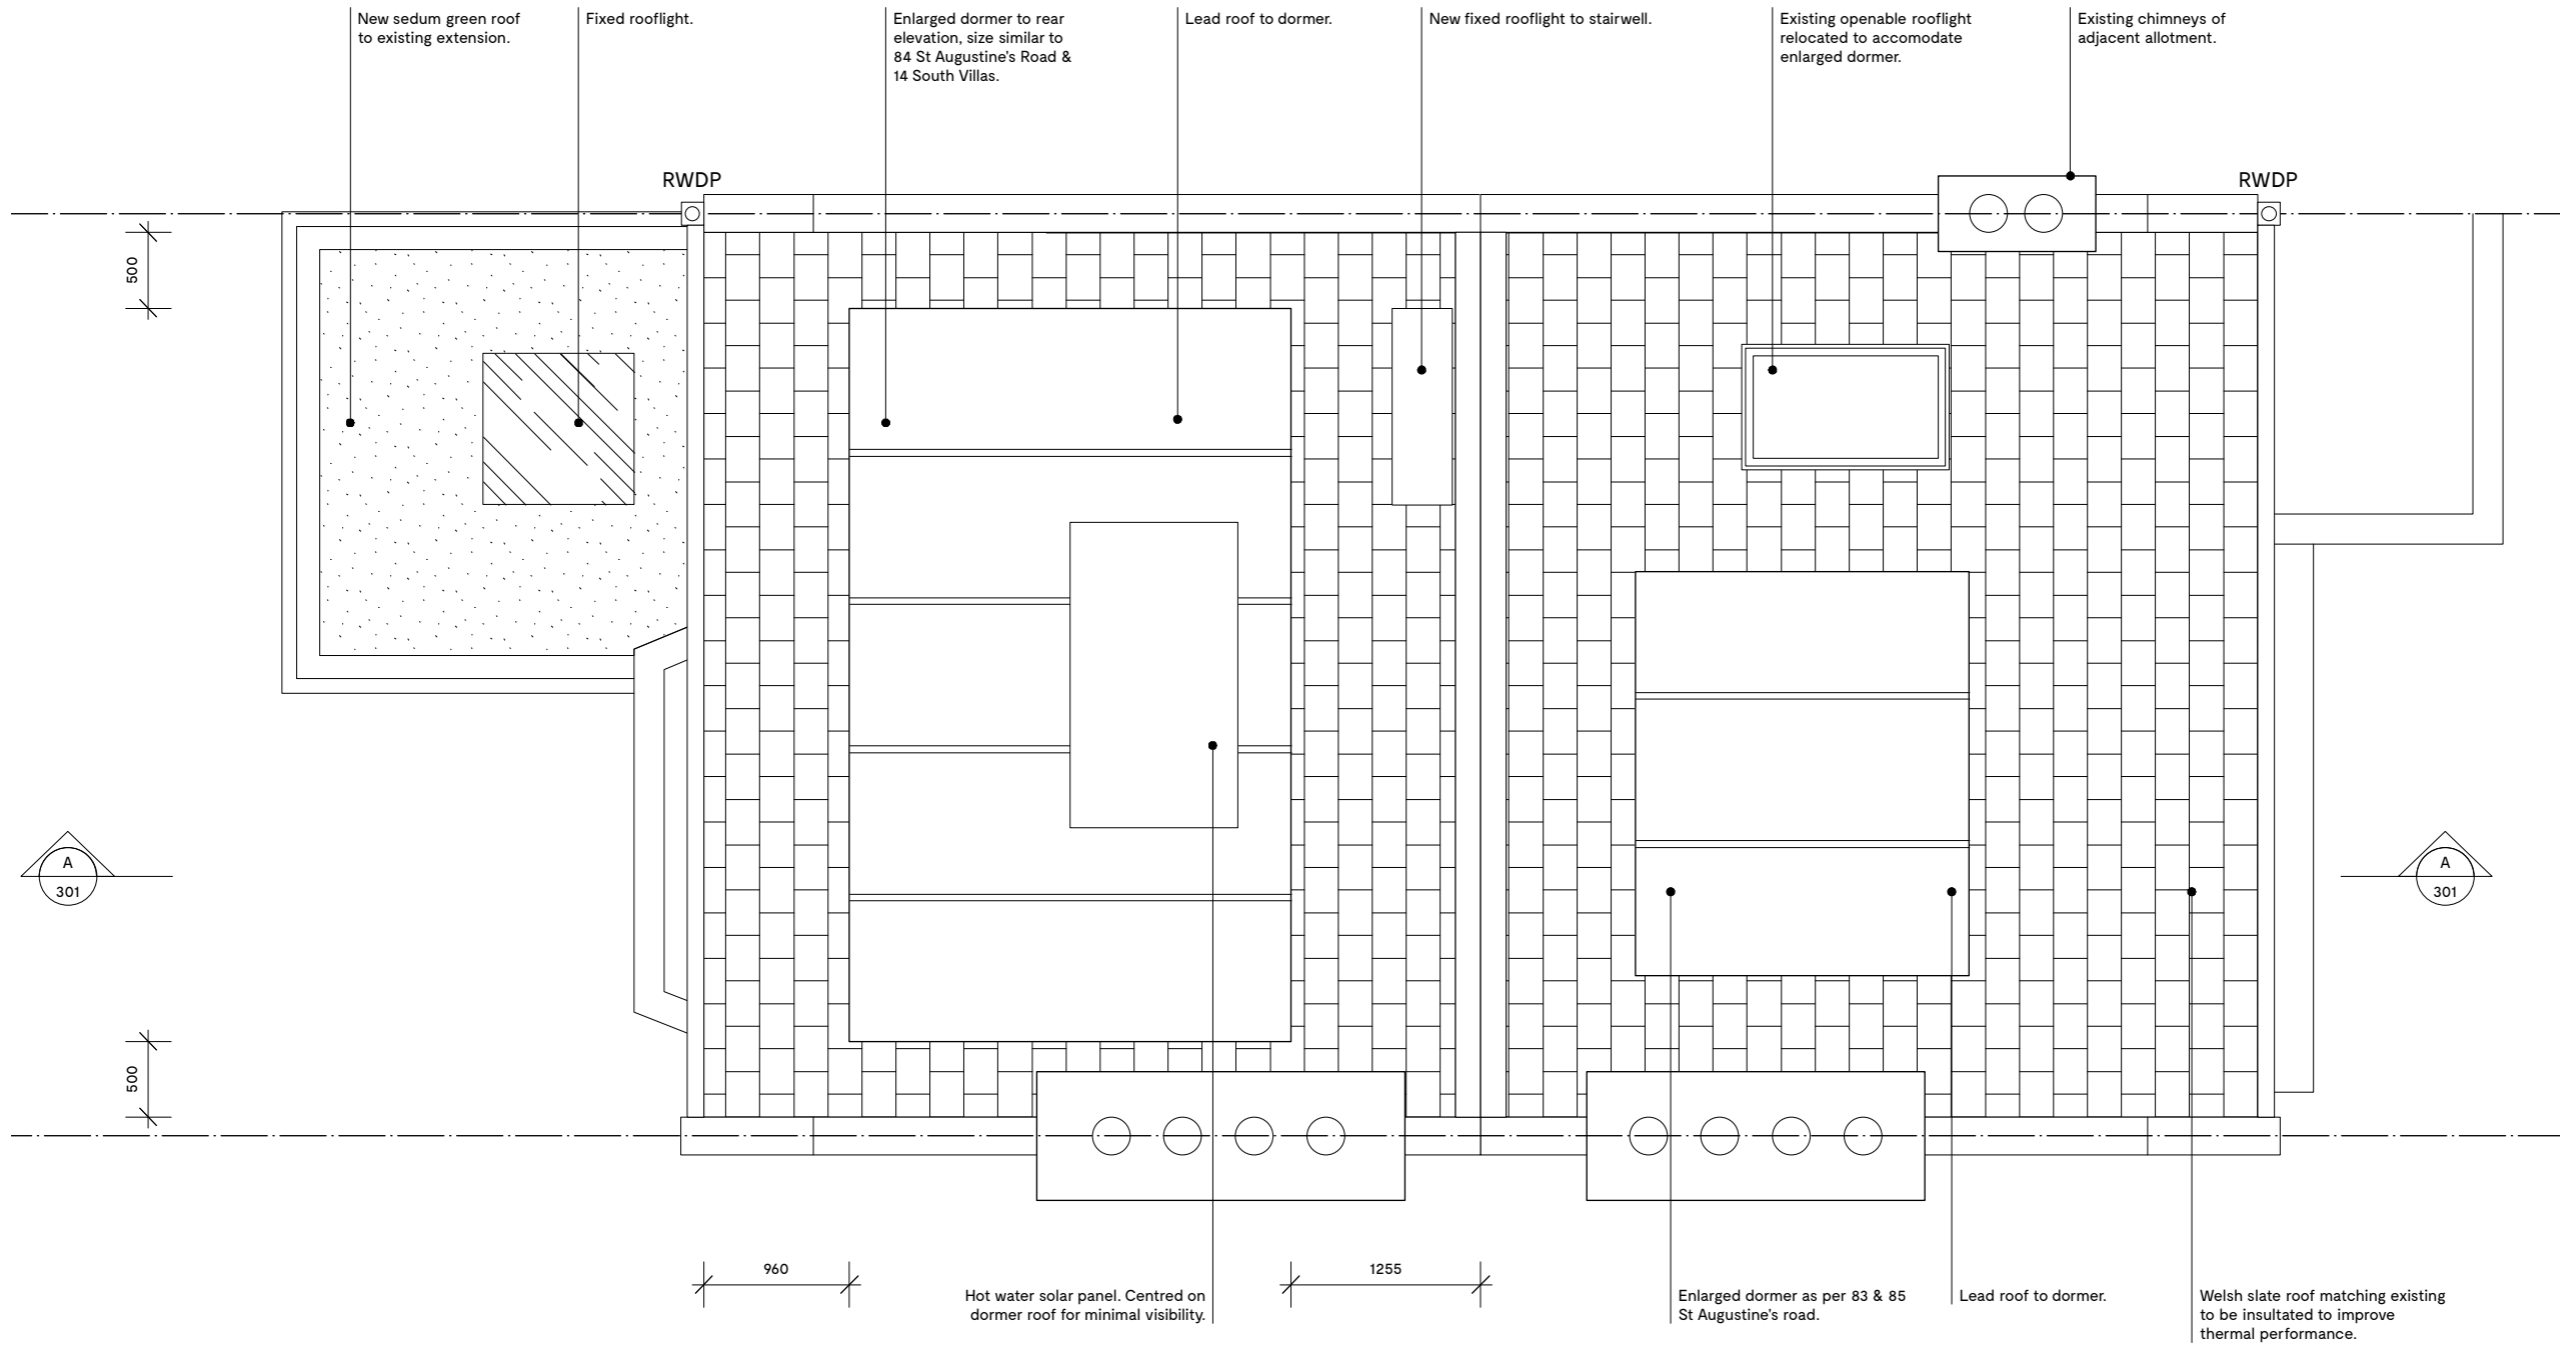 New sedum green roof
to existing extension.
Fixed rooflight.
Enlarged dormer to rear
elevation, size similar to
84 St Augustine's Road &
14 South Villas.
Lead roof to dormer.
New fixed rooflight to stairwell.
Existing openable rooflight
relocated to accomodate
enlarged dormer.
Existing chimneys of
adjacent allotment.
RWDP
RWDP
500
A
301
A
301
500
960
1255
Hot water solar panel. Centred on
dormer roof for minimal visibility.
Enlarged dormer as per 83 & 85
St Augustine's road.
Lead roof to dormer.
Welsh slate roof matching existing
to be insultated to improve
thermal performance.